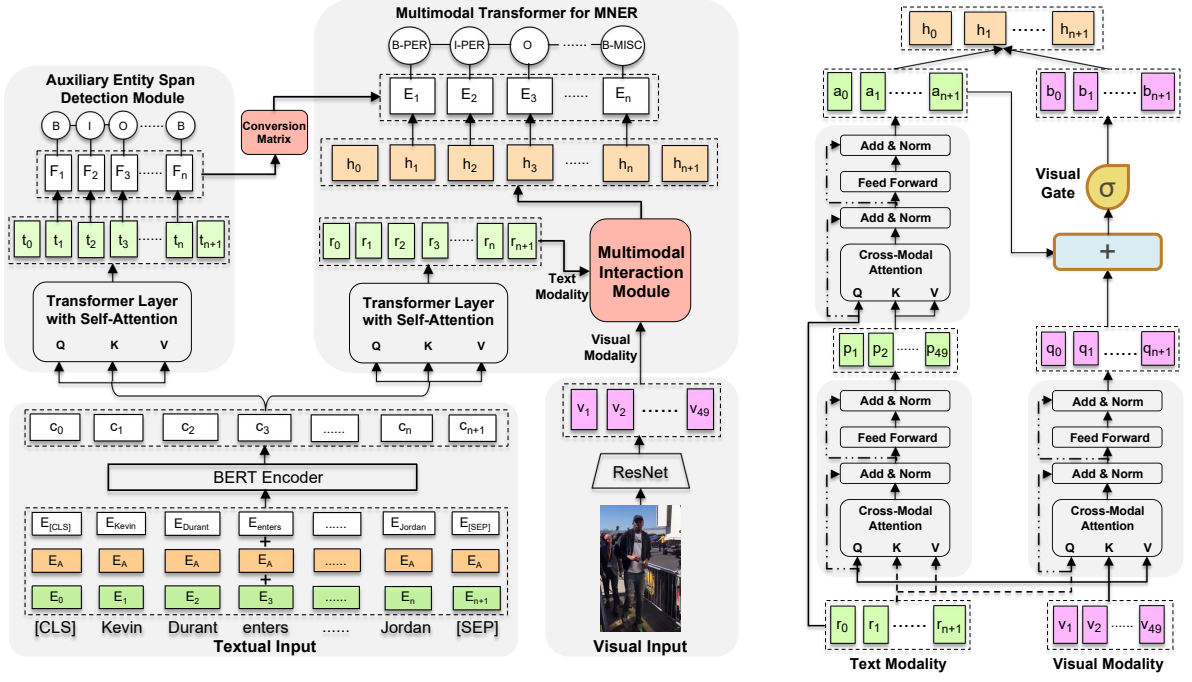 Multimodal Transformer for MNER
B-PER I-PER O ...... B-MISC
Auxiliary Entity Span
Detection Module
B I O ...... B
E1 E2 E3 ...... En
Conversion
Matrix
F1 F2 F3 ...... Fn
h0 h1 h2 h3 ...... hn hn+1
t0 t1 t2 t3 ...... tn tn+1
r0 r1 r2 r3 ...... rn rn+1
Text
Modality
Multimodal
Interaction
Module
Transformer Layer
with Self-Attention
Q K V
Transformer Layer
with Self-Attention
Q K V
Visual
Modality
c0 c1 c2 c3 ...... cn cn+1
BERT Encoder
E[CLS] EKevin EDurant Eenters ...... EJordan E[SEP]
+
EA EA EA EA ...... EA EA
+
E0 E1 E2 E3 ...... En En+1
[CLS] Kevin Durant enters ...... Jordan [SEP]
Textual Input
v1 v2 ...... v49
ResNet
Visual Input
h0 h1 ...... hn+1
a0 a1 ...... an+1
b0 b1 ...... bn+1
Add & Norm
Feed Forward
Add & Norm
Cross-Modal
Attention
Q K V
Visual
Gate
σ
+
p1 p2 ...... p49
q0 q1 ...... qn+1
Add & Norm
Feed Forward
Add & Norm
Cross-Modal
Attention
Q K V
Add & Norm
Feed Forward
Add & Norm
Cross-Modal
Attention
Q K V
r0 r1 ...... rn+1
Text Modality
v1 v2 ...... v49
Visual Modality